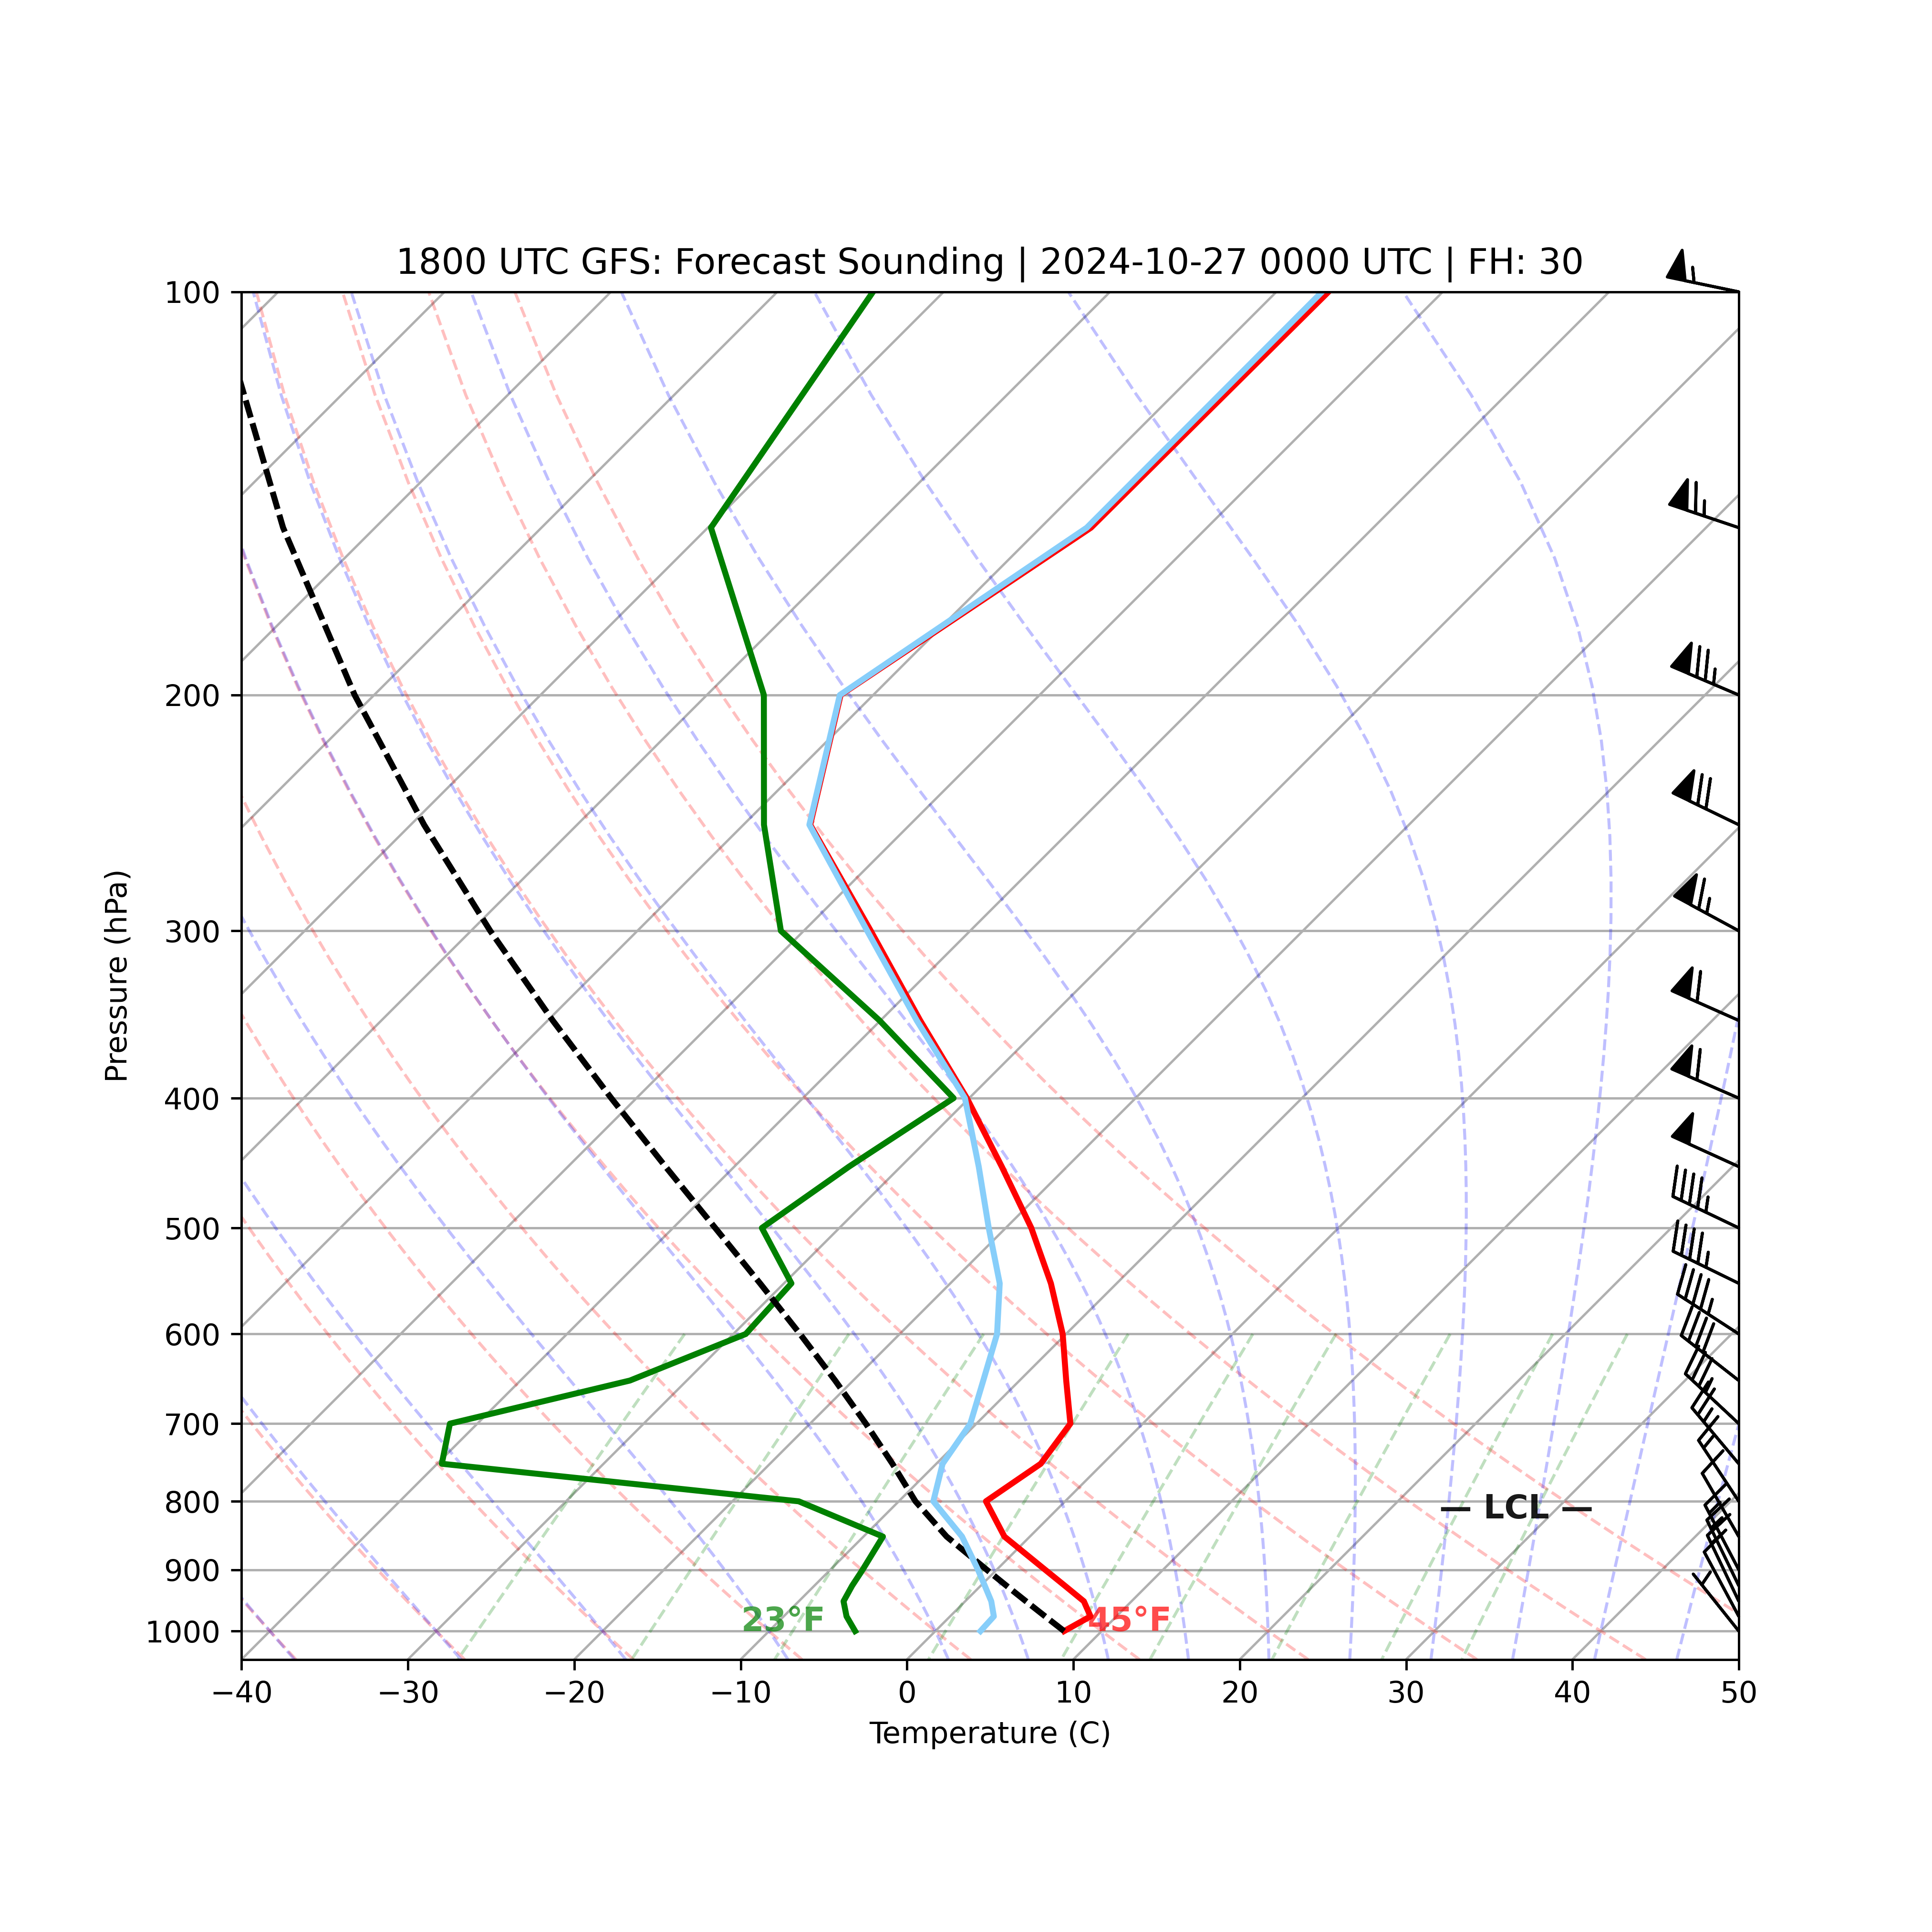 1800 UTC GFS: Forecast Sounding | 2024-10-27 0000 UTC | FH: 30
100
200
300
400
500
600
700
800
900
1000
Pressure (hPa)
— LCL —
23°F
45°F
−40 −30 −20 −10 0 10 20 30 40 50
Temperature (C)